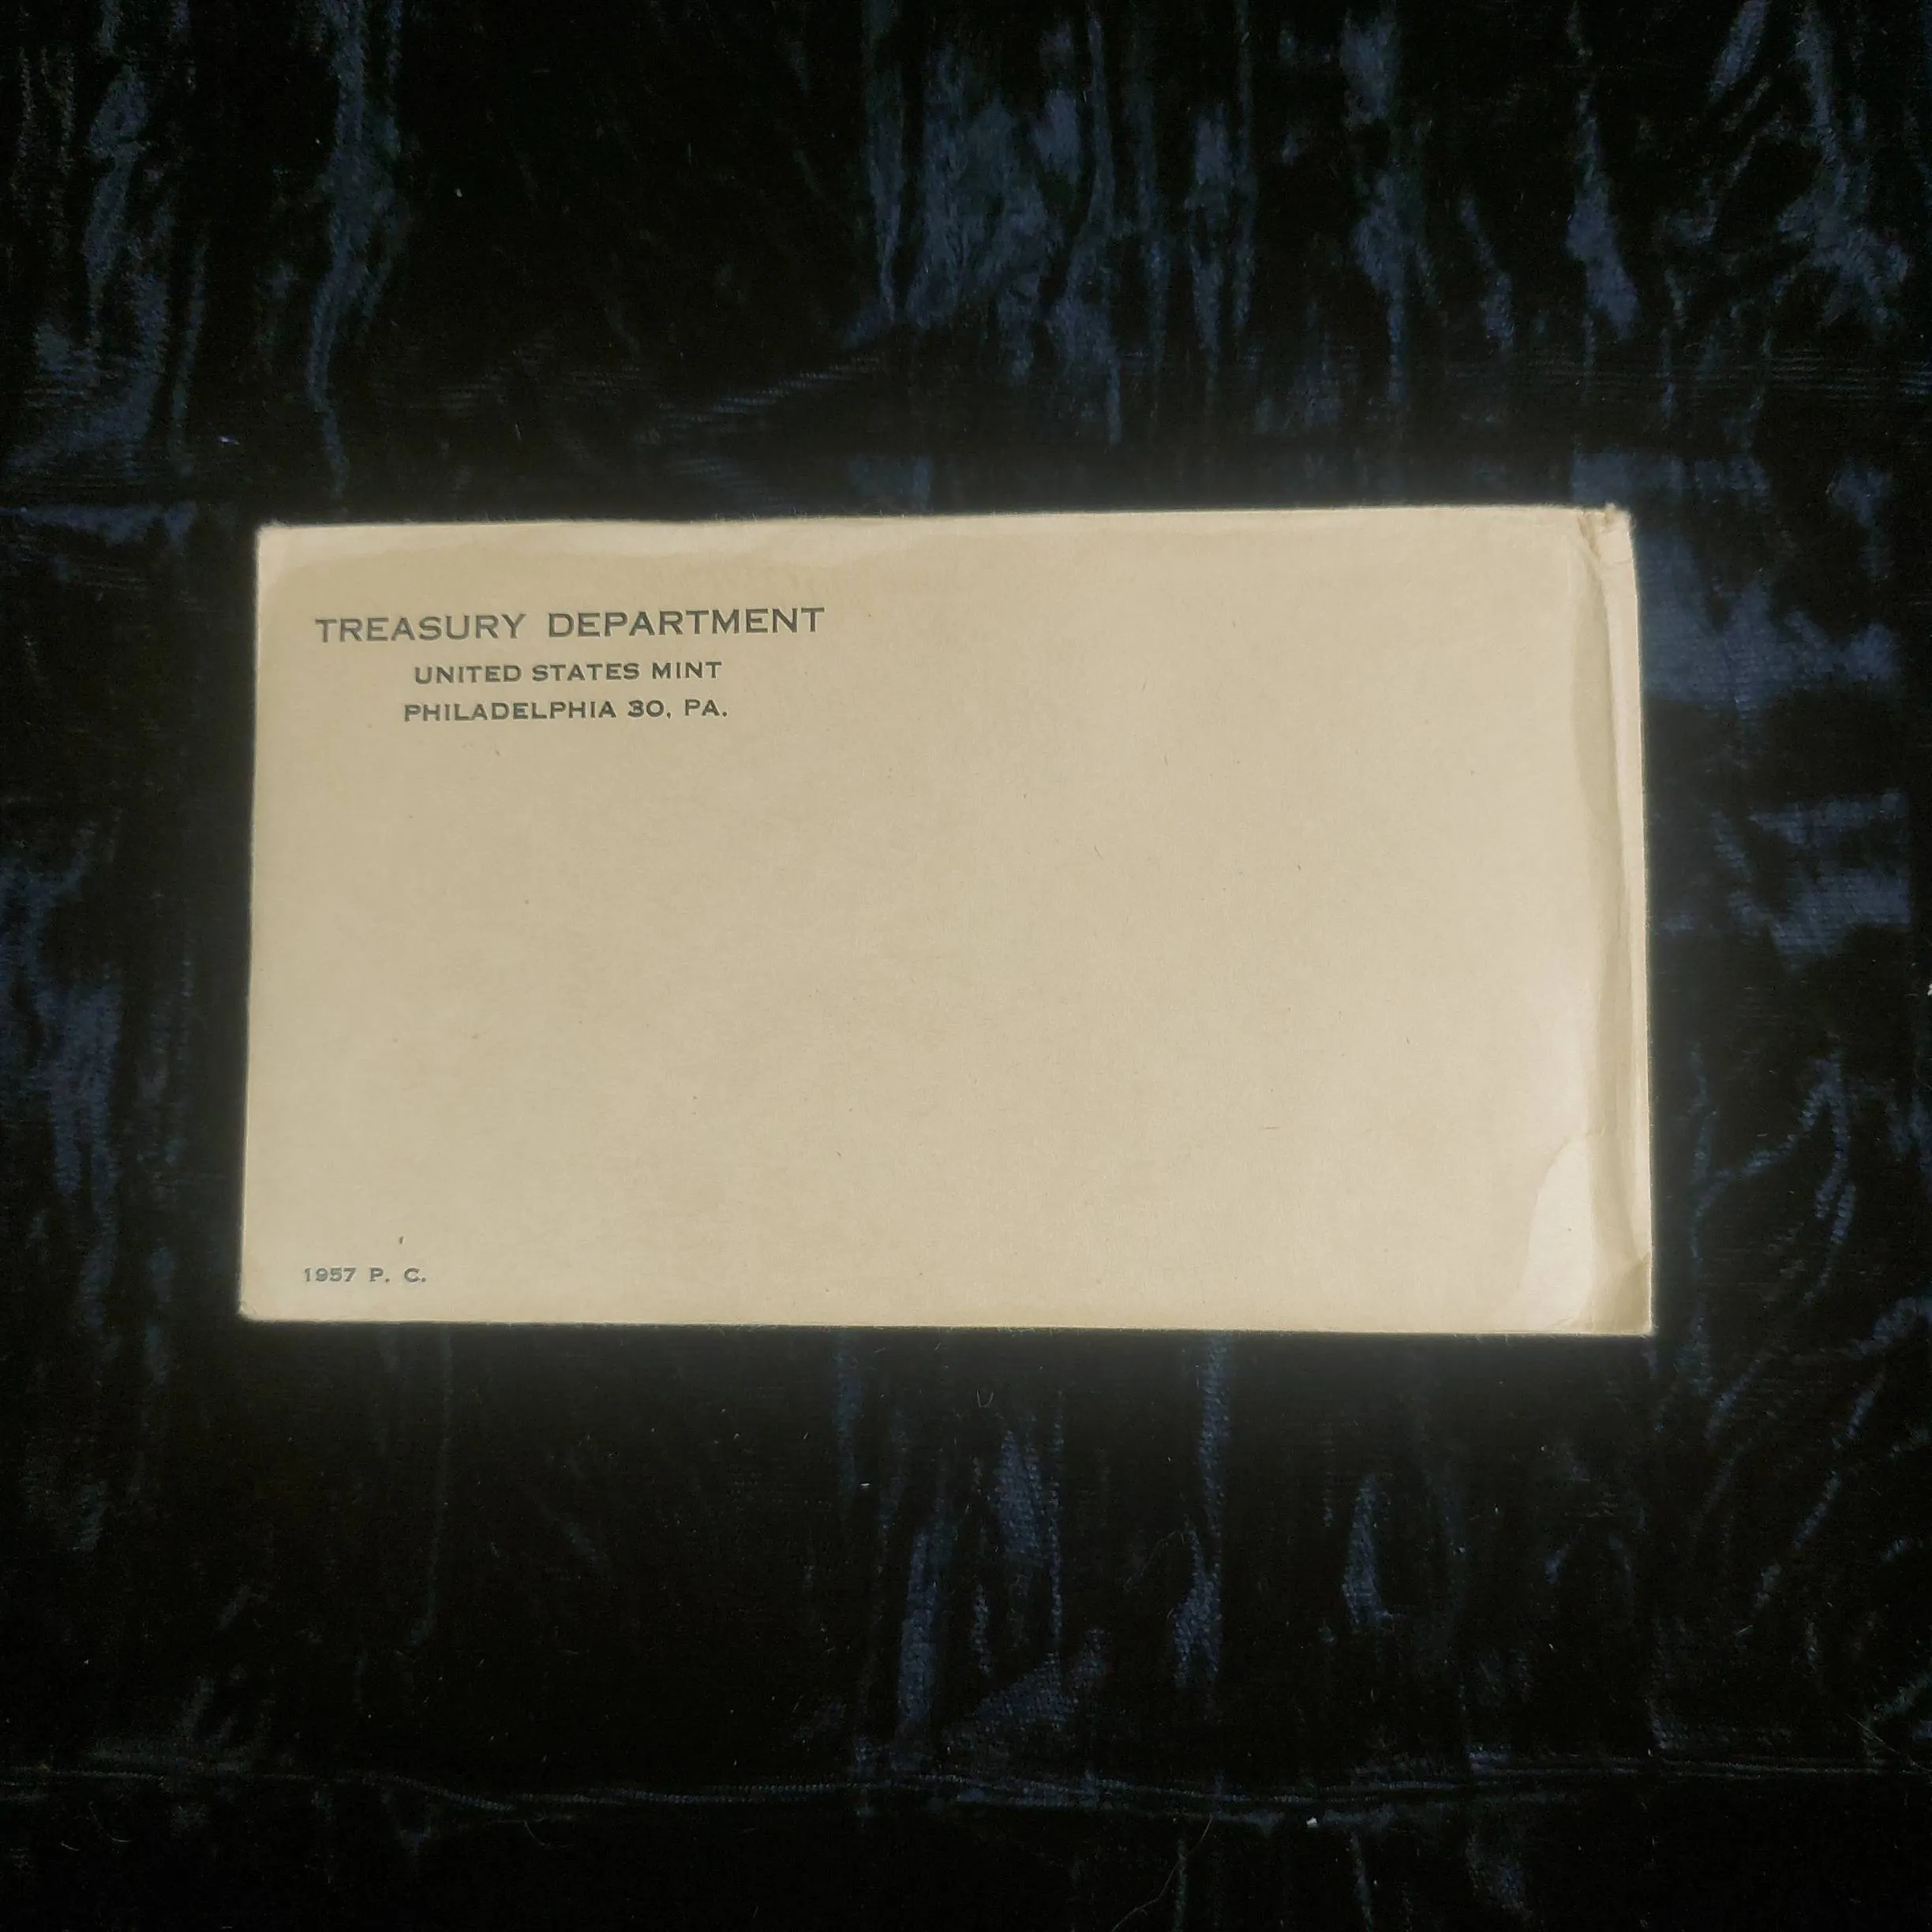 TREASURY DEPARTMENT
UNITED STATES MINT
PHILADELPHIA 30, PA.
1957 P. C.